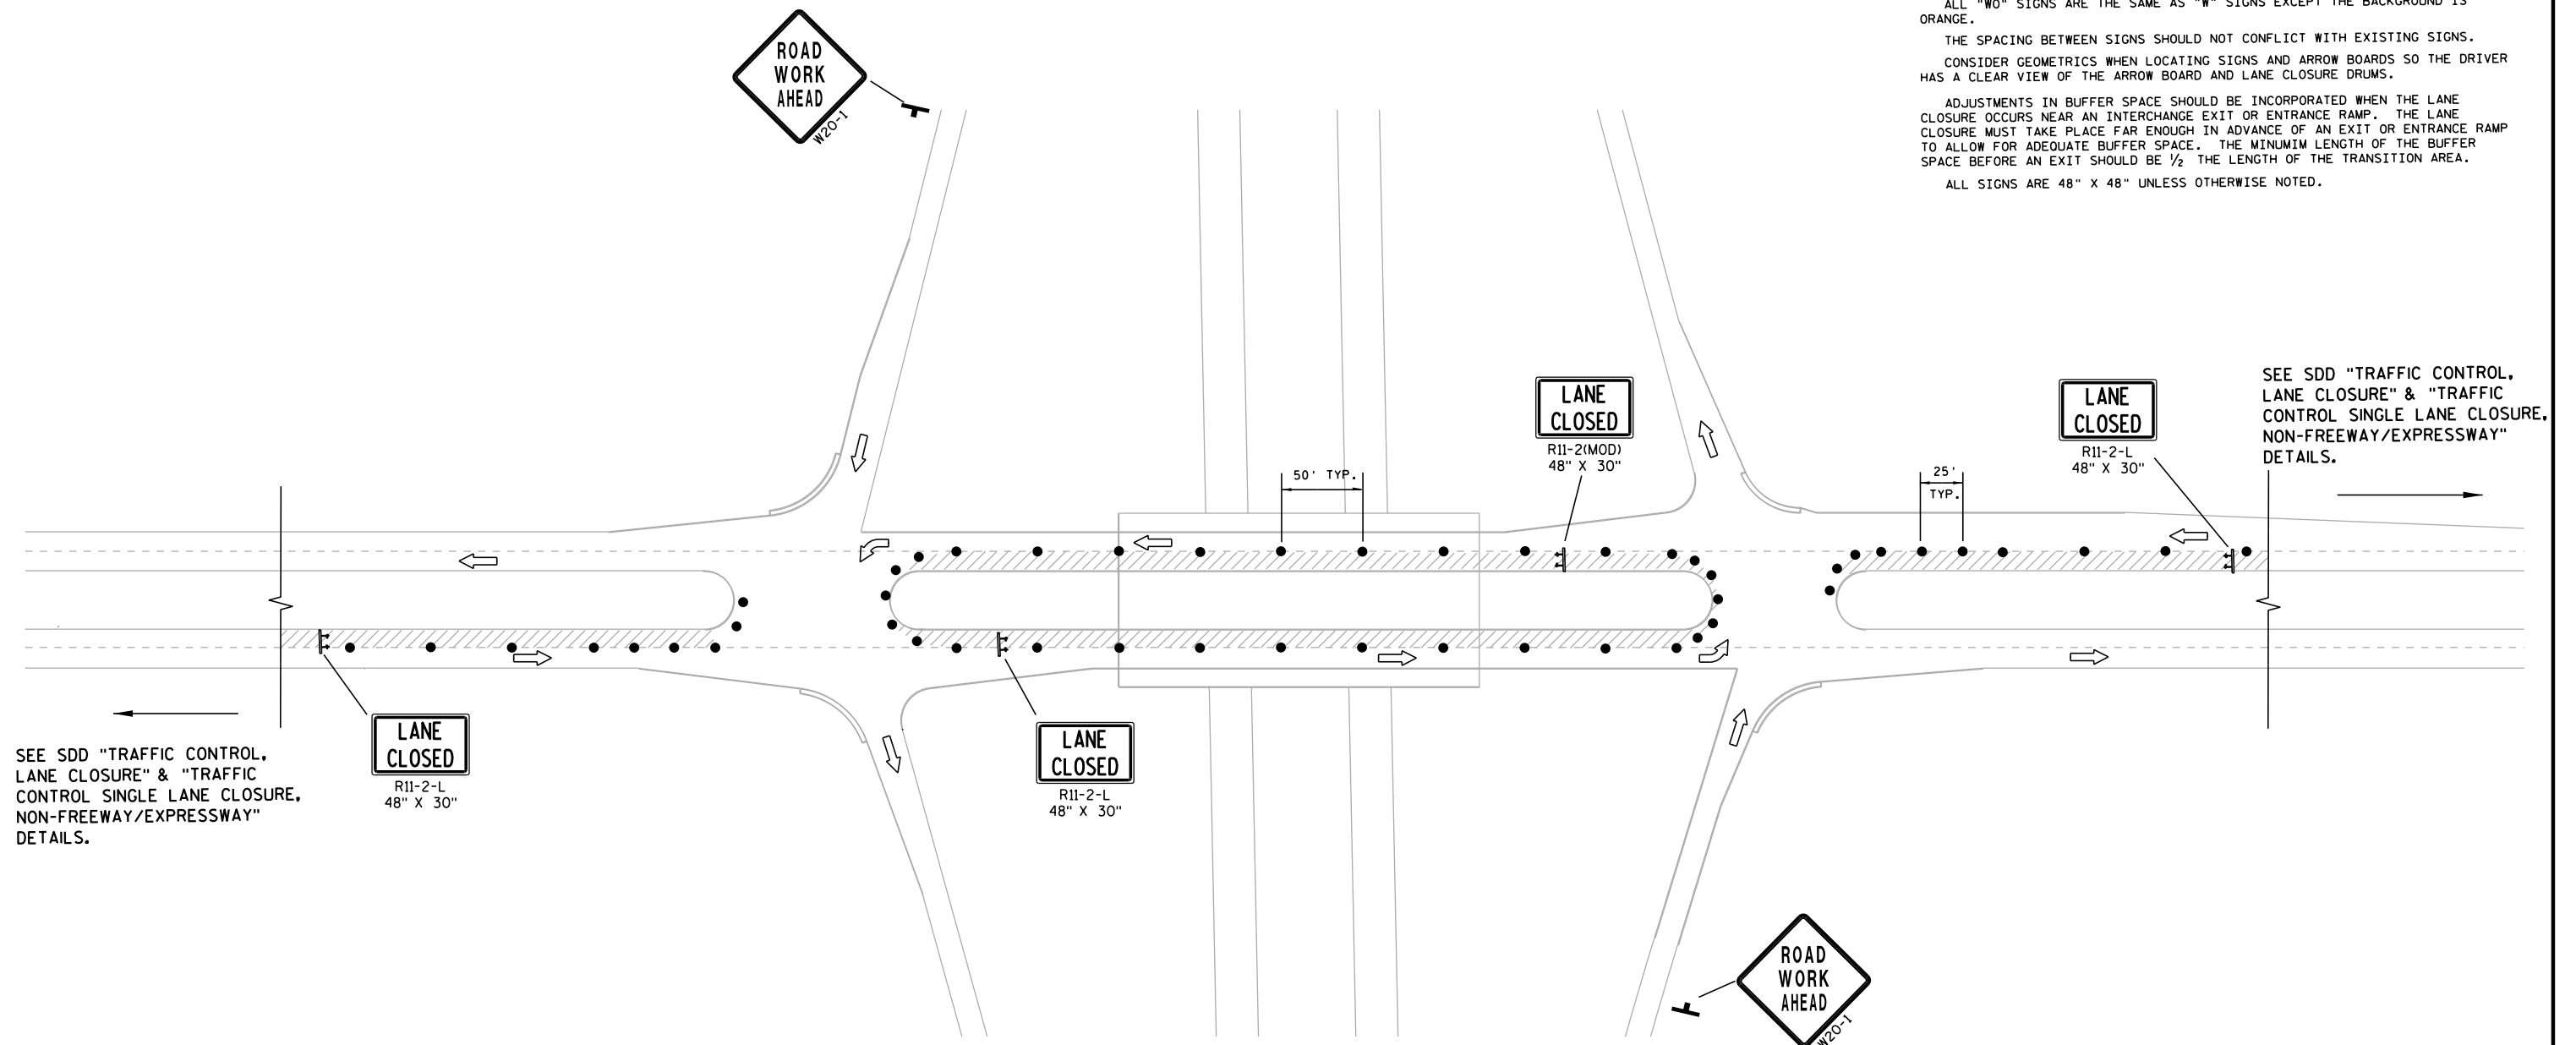 ALL "WO" SIGNS ARE THE SAME AS "W" SIGNS EXCEPT THE BACKGROUND IS
ORANGE.
THE SPACING BETWEEN SIGNS SHOULD NOT CONFLICT WITH EXISTING SIGNS.
CONSIDER GEOMETRICS WHEN LOCATING SIGNS AND ARROW BOARDS SO THE DRIVER
HAS A CLEAR VIEW OF THE ARROW BOARD AND LANE CLOSURE DRUMS.
ADJUSTMENTS IN BUFFER SPACE SHOULD BE INCORPORATED WHEN THE LANE
CLOSURE OCCURS NEAR AN INTERCHANGE EXIT OR ENTRANCE RAMP. THE LANE
CLOSURE MUST TAKE PLACE FAR ENOUGH IN ADVANCE OF AN EXIT OR ENTRANCE RAMP
TO ALLOW FOR ADEQUATE BUFFER SPACE. THE MINUMIM LENGTH OF THE BUFFER
SPACE BEFORE AN EXIT SHOULD BE 1/2 THE LENGTH OF THE TRANSITION AREA.
ALL SIGNS ARE 48" X 48" UNLESS OTHERWISE NOTED.
ROAD
WORK
AHEAD
W20-1
LANE
CLOSED
R11-2(MOD)
48" X 30"
LANE
CLOSED
R11-2-L
48" X 30"
SEE SDD "TRAFFIC CONTROL,
LANE CLOSURE" & "TRAFFIC
CONTROL SINGLE LANE CLOSURE,
NON-FREEWAY/EXPRESSWAY"
DETAILS.
50' TYP.
25'
TYP.
SEE SDD "TRAFFIC CONTROL,
LANE CLOSURE" & "TRAFFIC
CONTROL SINGLE LANE CLOSURE,
NON-FREEWAY/EXPRESSWAY"
DETAILS.
LANE
CLOSED
R11-2-L
48" X 30"
LANE
CLOSED
R11-2-L
48" X 30"
ROAD
WORK
AHEAD
W20-1